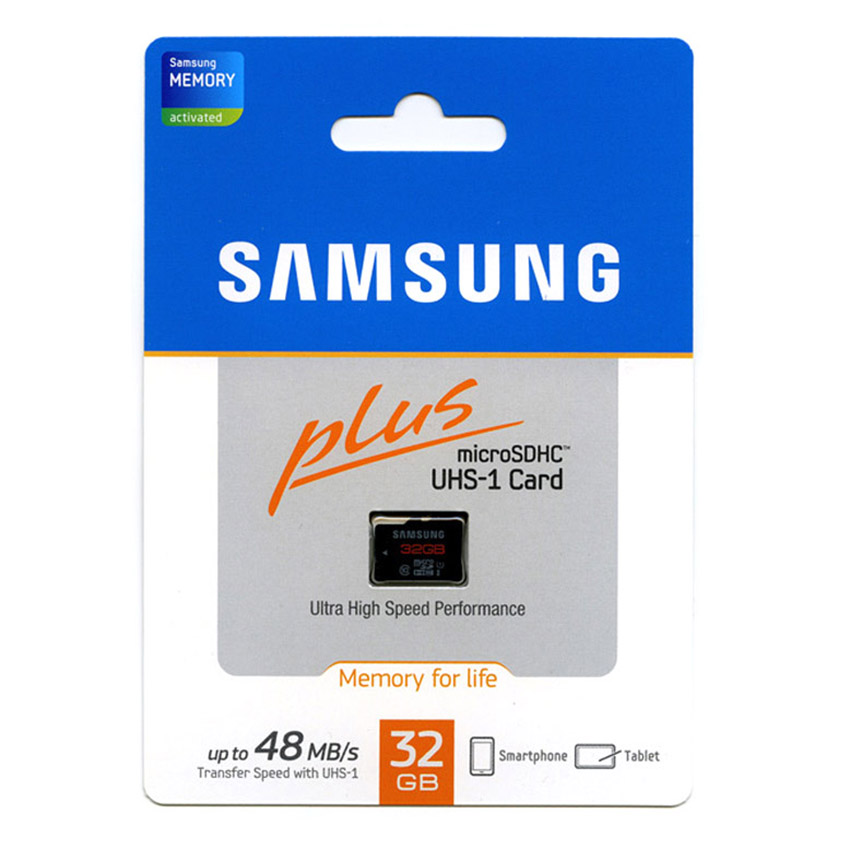 Samsung
MEMORY
activated
SAMSUNG
plus
microSDHC™
UHS-1 Card
SAMSUNG
32GB
Ultra High Speed Performance
Memory for life
up to 48 MB/s
Transfer Speed with UHS-1
32
GB
Smartphone
Tablet